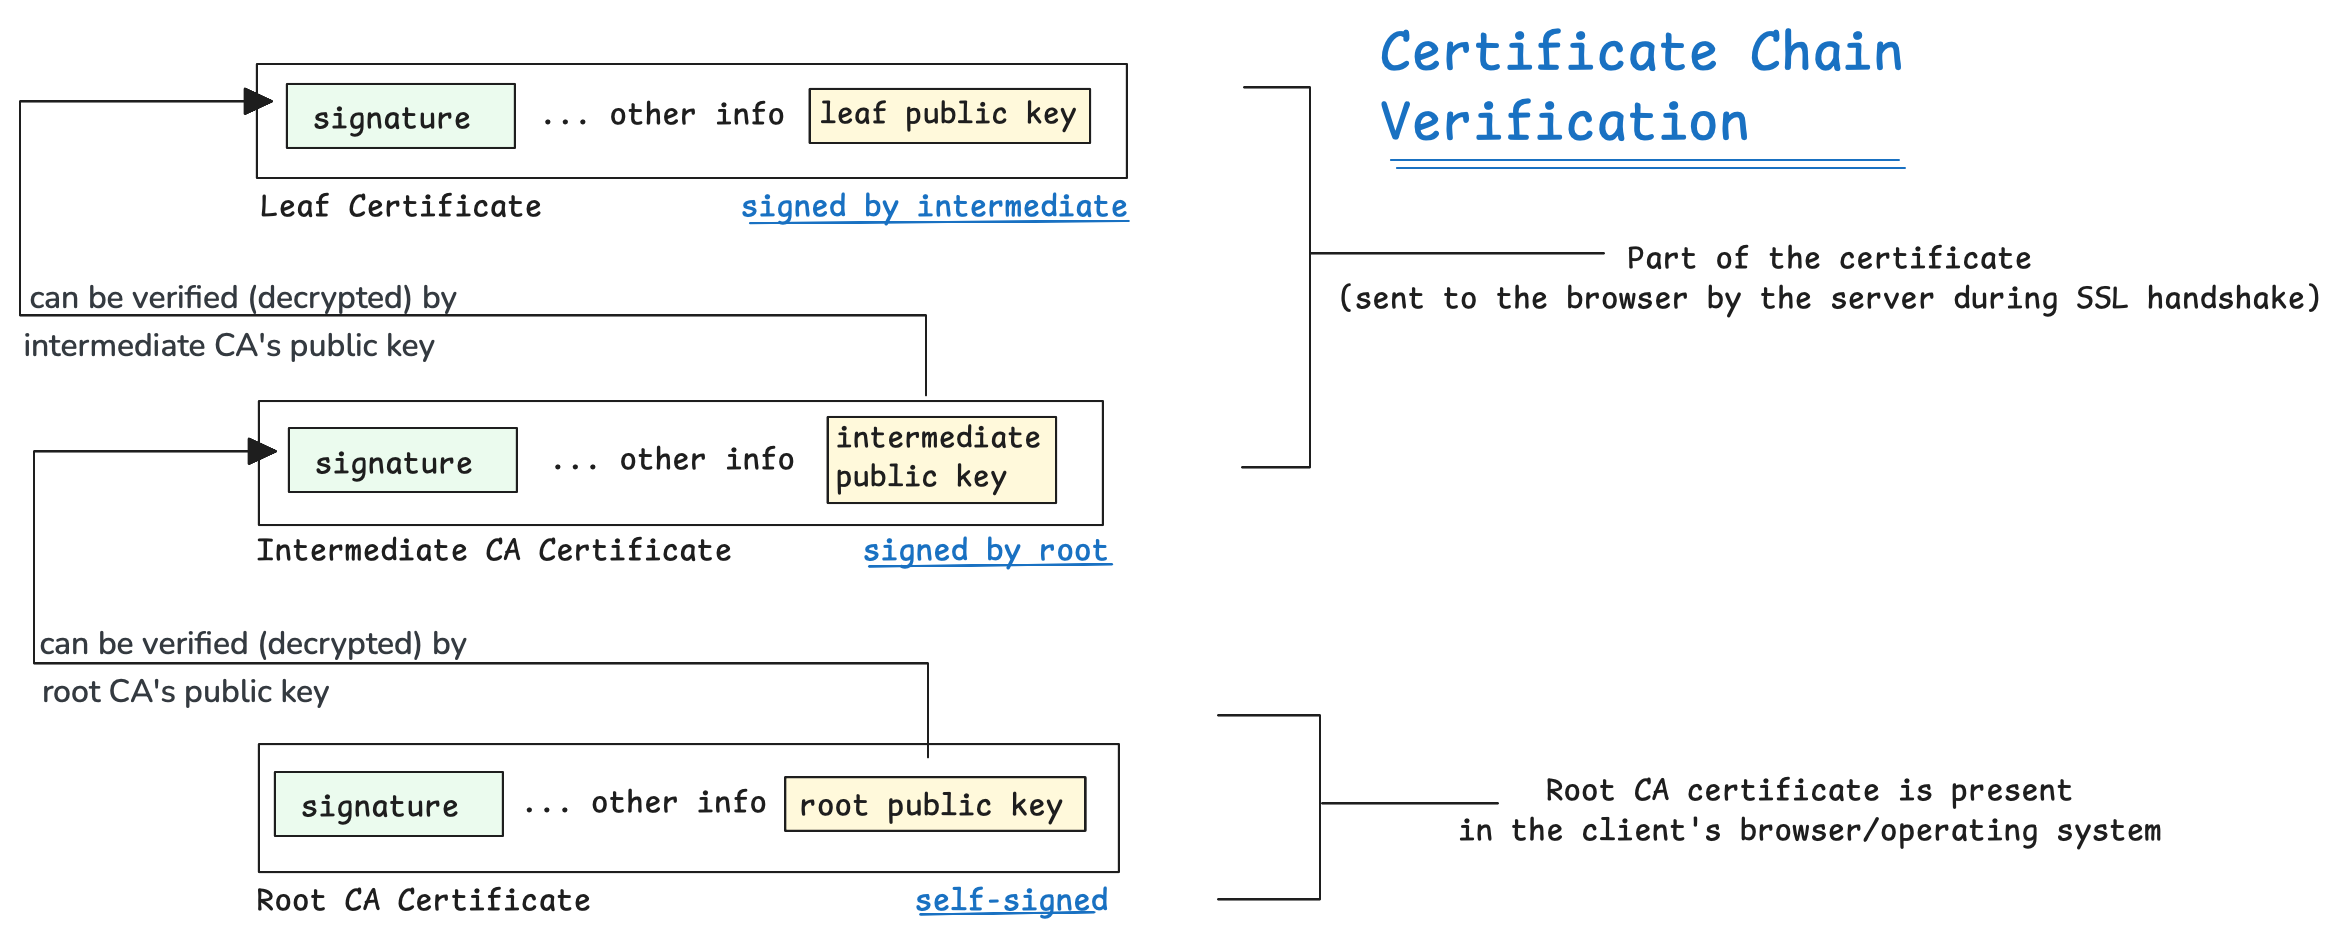 Certificate Chain
Verification
signature ... other info leaf public key
Leaf Certificate signed by intermediate
Part of the certificate
(sent to the browser by the server during SSL handshake)
can be verified (decrypted) by
intermediate CA's public key
signature ... other info intermediate
public key
Intermediate CA Certificate signed by root
can be verified (decrypted) by
root CA's public key
signature ... other info root public key
Root CA certificate is present
in the client's browser/operating system
Root CA Certificate self-signed